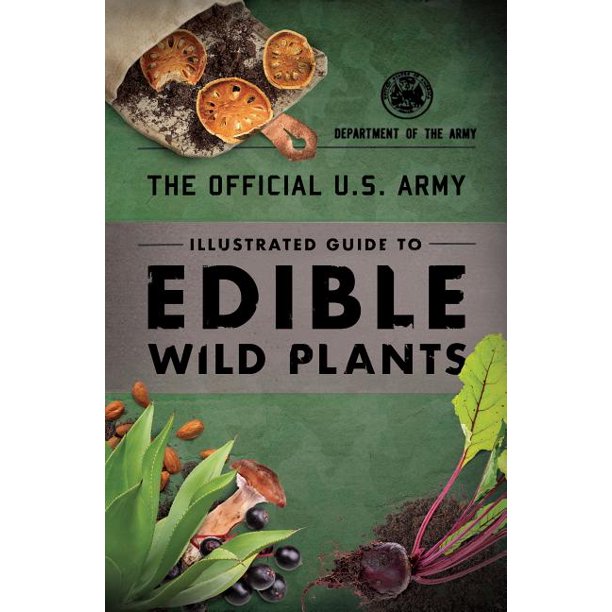 DEPARTMENT OF THE ARMY
THE OFFICIAL U.S. ARMY
ILLUSTRATED GUIDE TO
EDIBLE
WILD PLANTS